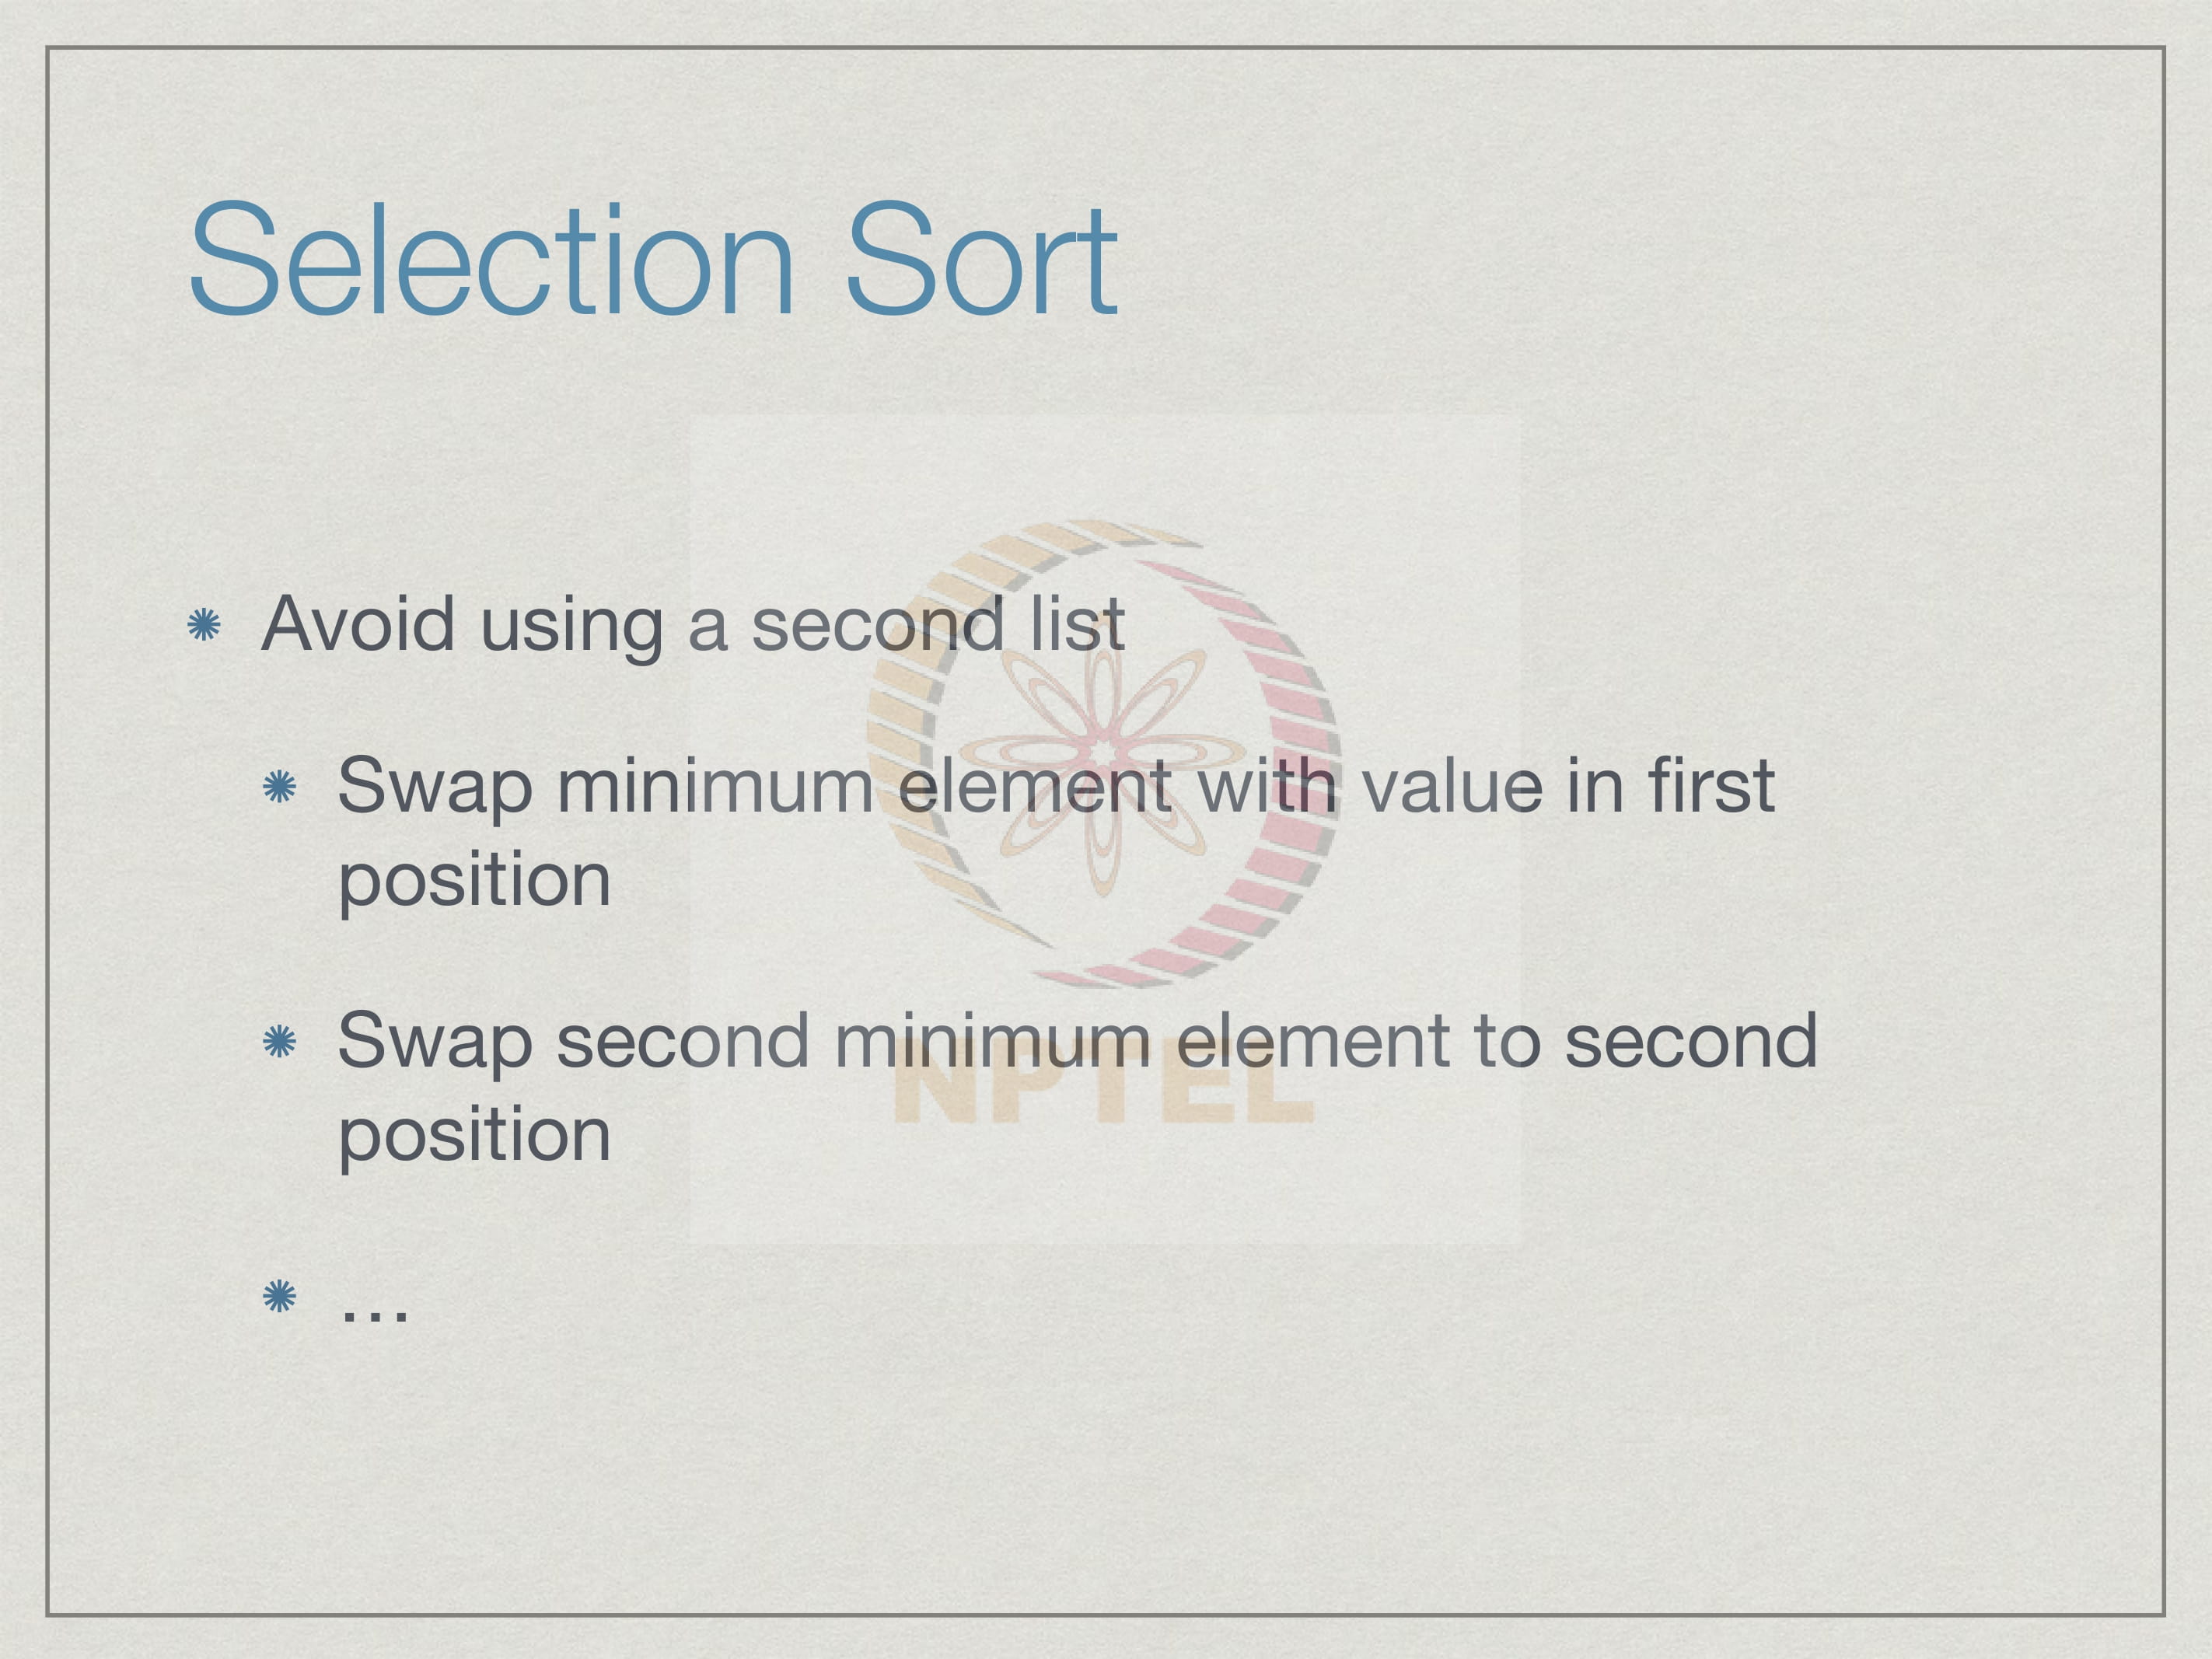 Selection Sort
Avoid using a second list
Swap minimum element with value in first
position
Swap second minimum element to second
position
…
NPTEL